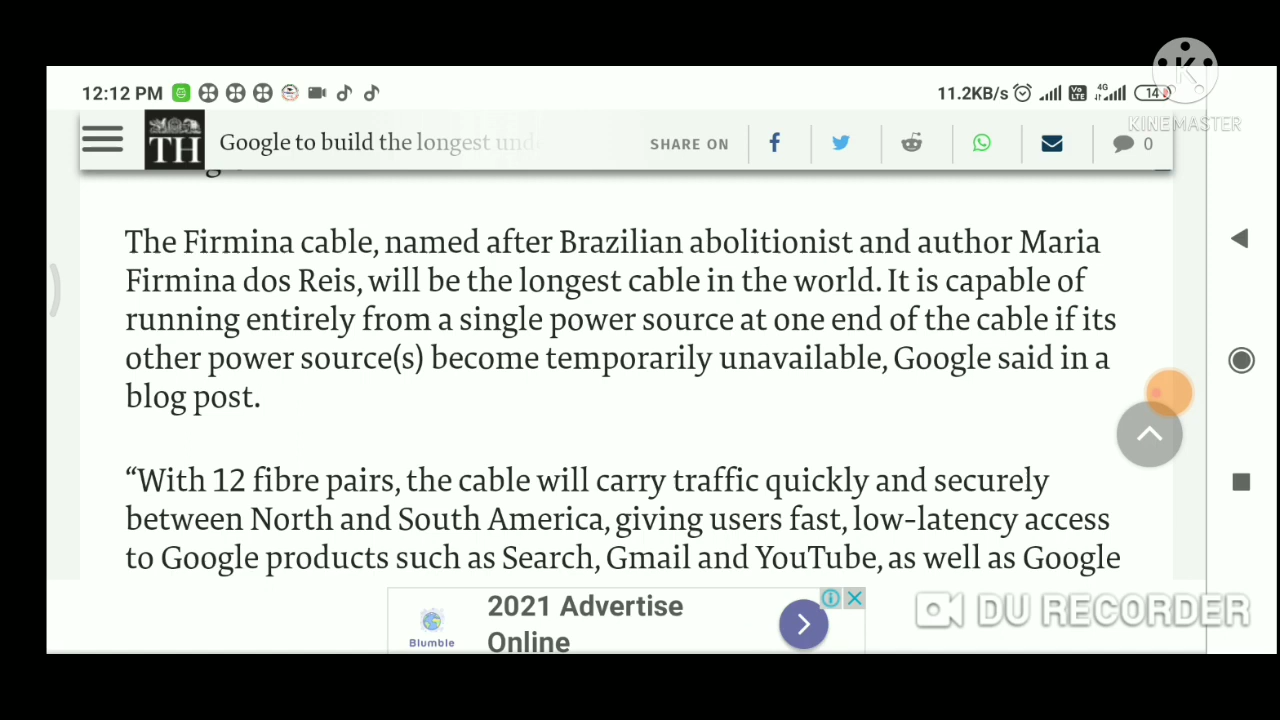 KINEMASTER
12:12 PM
11.2KB/s
4G
14
TH
Google to build the longest und
SHARE ON
0
The Firmina cable, named after Brazilian abolitionist and author Maria
Firmina dos Reis, will be the longest cable in the world. It is capable of
running entirely from a single power source at one end of the cable if its
other power source(s) become temporarily unavailable, Google said in a
blog post.
“With 12 fibre pairs, the cable will carry traffic quickly and securely
between North and South America, giving users fast, low-latency access
to Google products such as Search, Gmail and YouTube, as well as Google
2021 Advertise
Online
Blumble
DU RECORDER